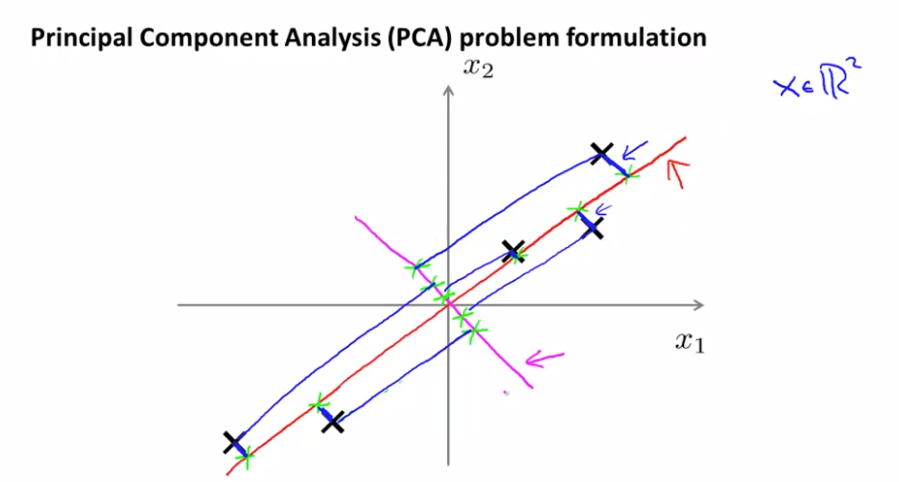 Principal Component Analysis (PCA) problem formulation
x₂
x ∈ ℝ²
x₁